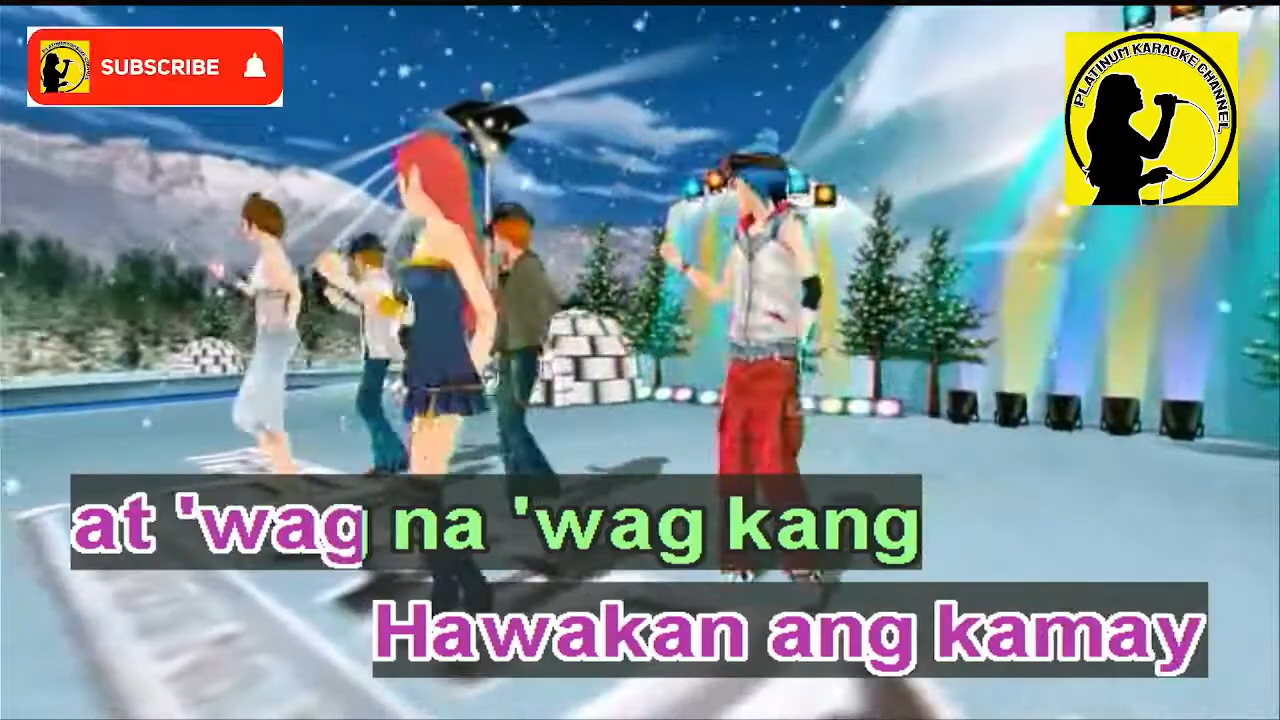 SUBSCRIBE
PLATINUM KARAOKE CHANNEL
at 'wag na 'wag kang
Hawakan ang kamay